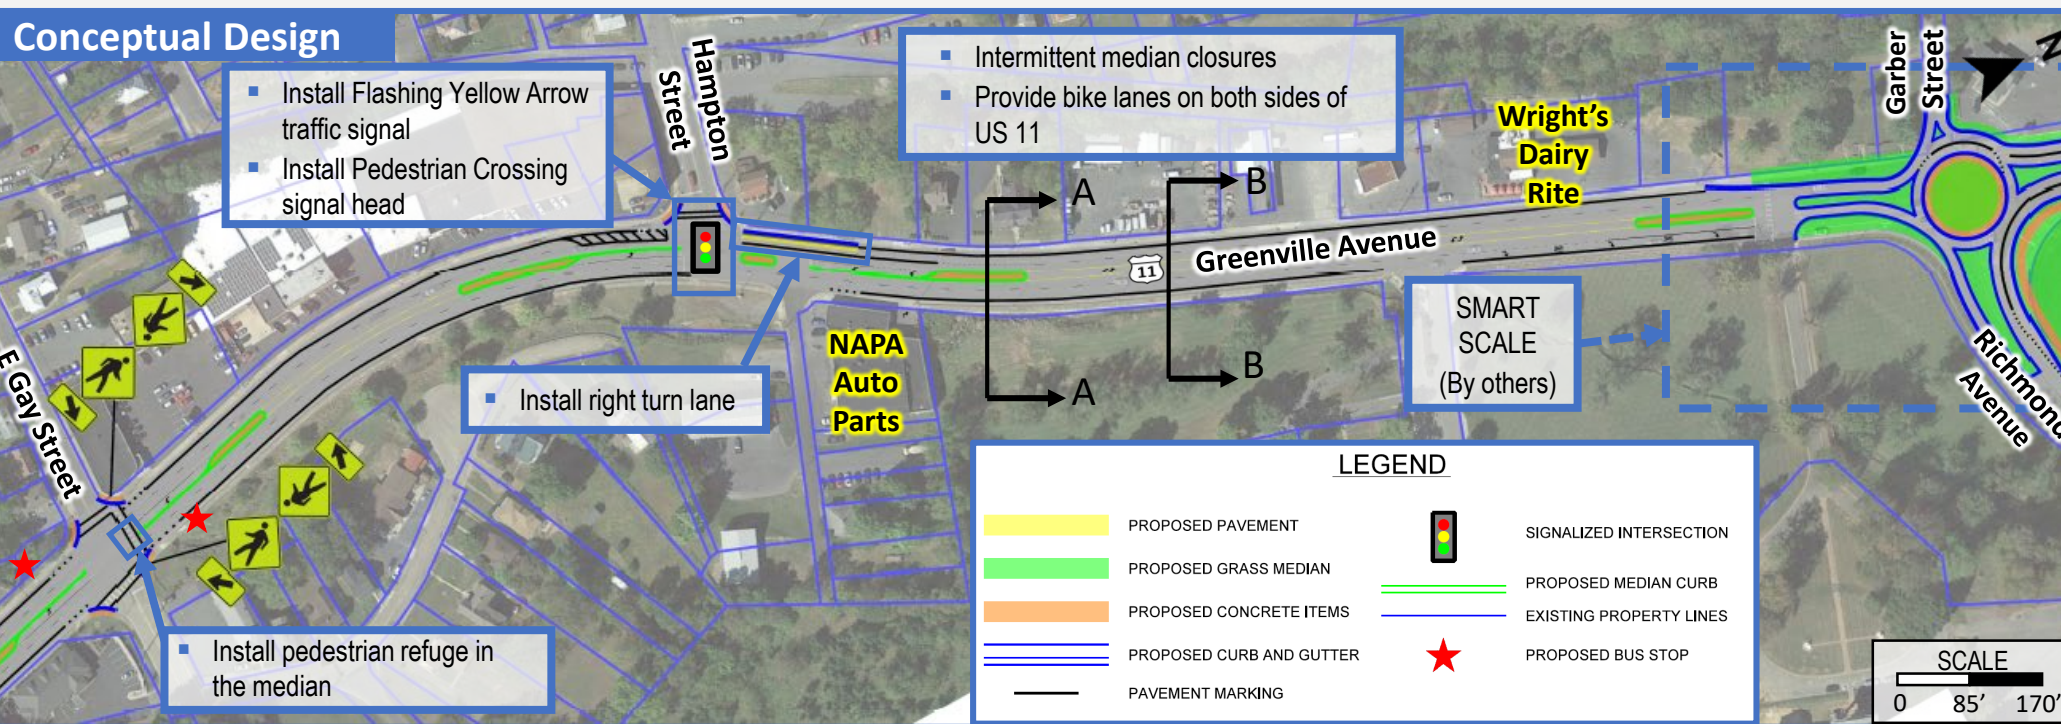 Conceptual Design
Install Flashing Yellow Arrow
traffic signal
Install Pedestrian Crossing
signal head
Hampton
Street
Intermittent median closures
Provide bike lanes on both sides of
US 11
Wright's
Dairy
Rite
Garber
Street
N
A
B
11
Greenville Avenue
E Gay Street
Install right turn lane
NAPA
Auto
Parts
A
B
SMART
SCALE
(By others)
Richmond
Avenue
Install pedestrian refuge in
the median
LEGEND
PROPOSED PAVEMENT
PROPOSED GRASS MEDIAN
PROPOSED CONCRETE ITEMS
PROPOSED CURB AND GUTTER
PAVEMENT MARKING
SIGNALIZED INTERSECTION
PROPOSED MEDIAN CURB
EXISTING PROPERTY LINES
PROPOSED BUS STOP
SCALE
0 85' 170'